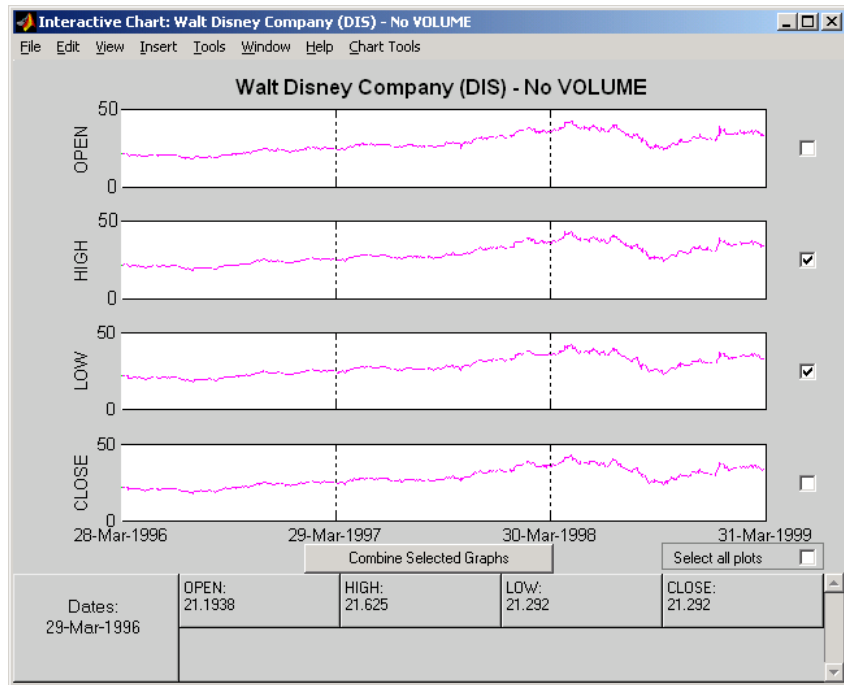 Interactive Chart: Walt Disney Company (DIS) - No VOLUME
File Edit View Insert Tools Window Help Chart Tools
Walt Disney Company (DIS) - No VOLUME
50
OPEN
0
50
HIGH
0
50
LOW
0
50
CLOSE
0
28-Mar-1996 29-Mar-1997 30-Mar-1998 31-Mar-1999
Combine Selected Graphs Select all plots
Dates:
29-Mar-1996
OPEN: HIGH: LOW: CLOSE:
21.1938 21.625 21.292 21.292